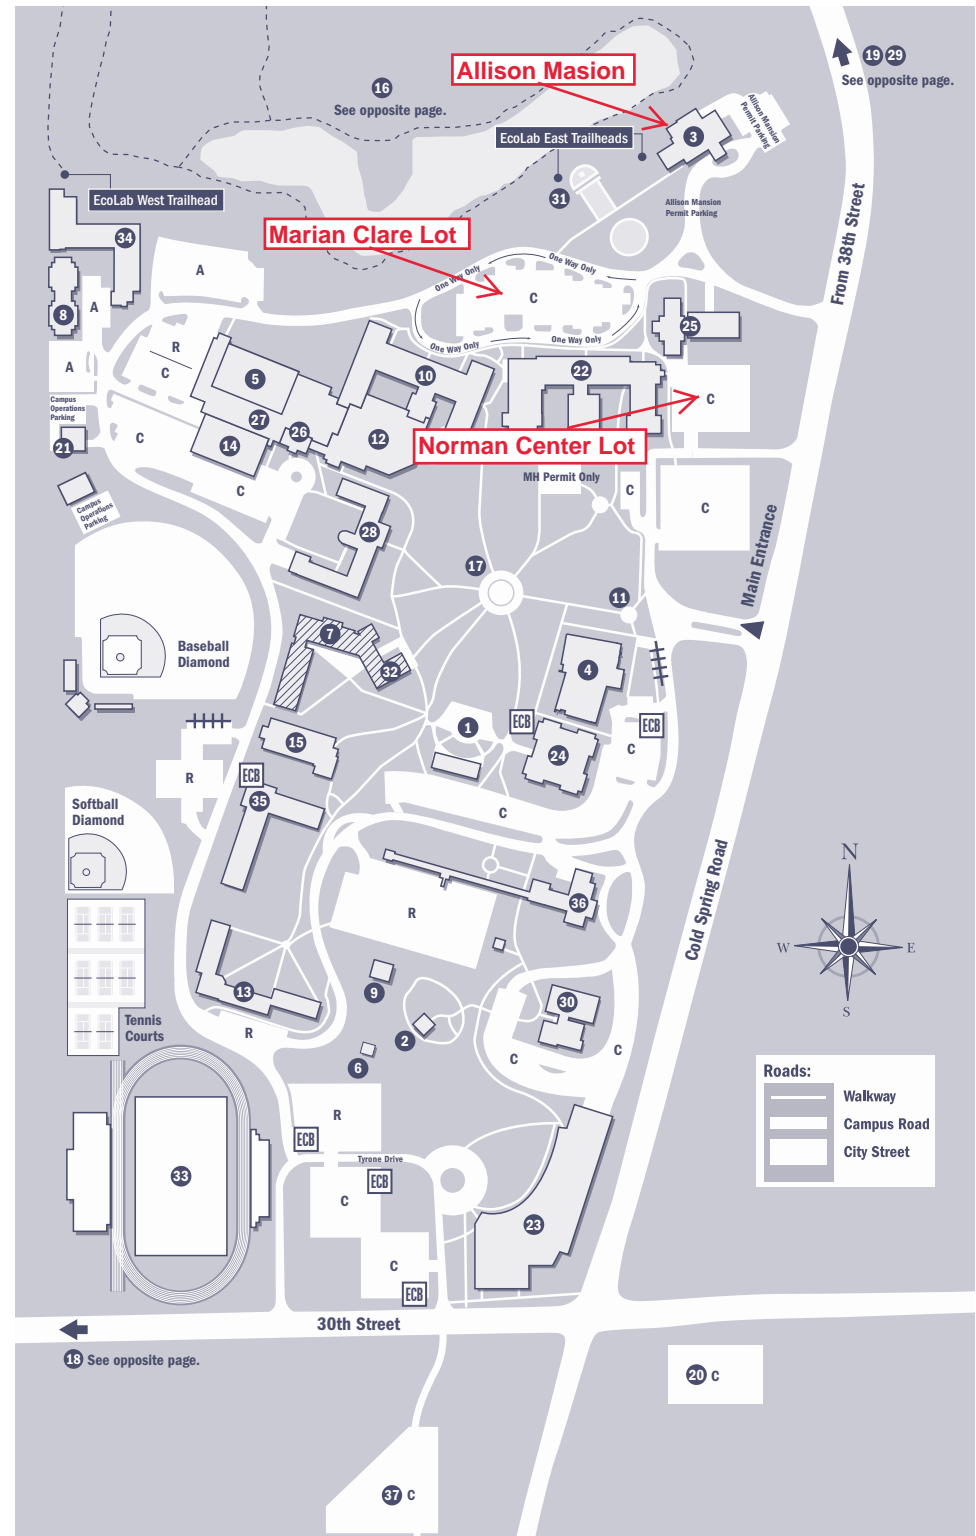 19 29
See opposite page.
Allison Masion
16
See opposite page.
Allison Mansion
Permit Parking
3
EcoLab East Trailheads
31
EcoLab West Trailhead
Allison Mansion
Permit Parking
From 38th Street
34
Marian Clare Lot
One Way Only
One Way Only
A
C
8
A
25
R
One Way Only
One Way Only
A
C
5
10
22
C
Campus
Operations
Parking
27
26
12
14
C
21
Norman Center Lot
MH Permit Only
C
C
C
Campus
Operations
Parking
28
Main Entrance
17
11
7
Baseball
Diamond
32
4
1
ECB
ECB
15
24
C
R
ECB
35
Softball
Diamond
C
N
Cold Spring Road
36
R
W
E
S
13
9
30
Tennis
Courts
R
2
C
C
6
Roads:
Walkway
Campus Road
City Street
R
ECB
Tyrone Drive
ECB
33
C
23
C
ECB
30th Street
18 See opposite page.
20 C
37 C